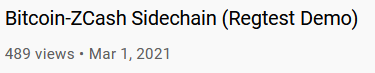 Bitcoin-ZCash Sidechain (Regtest Demo)
489 views • Mar 1, 2021